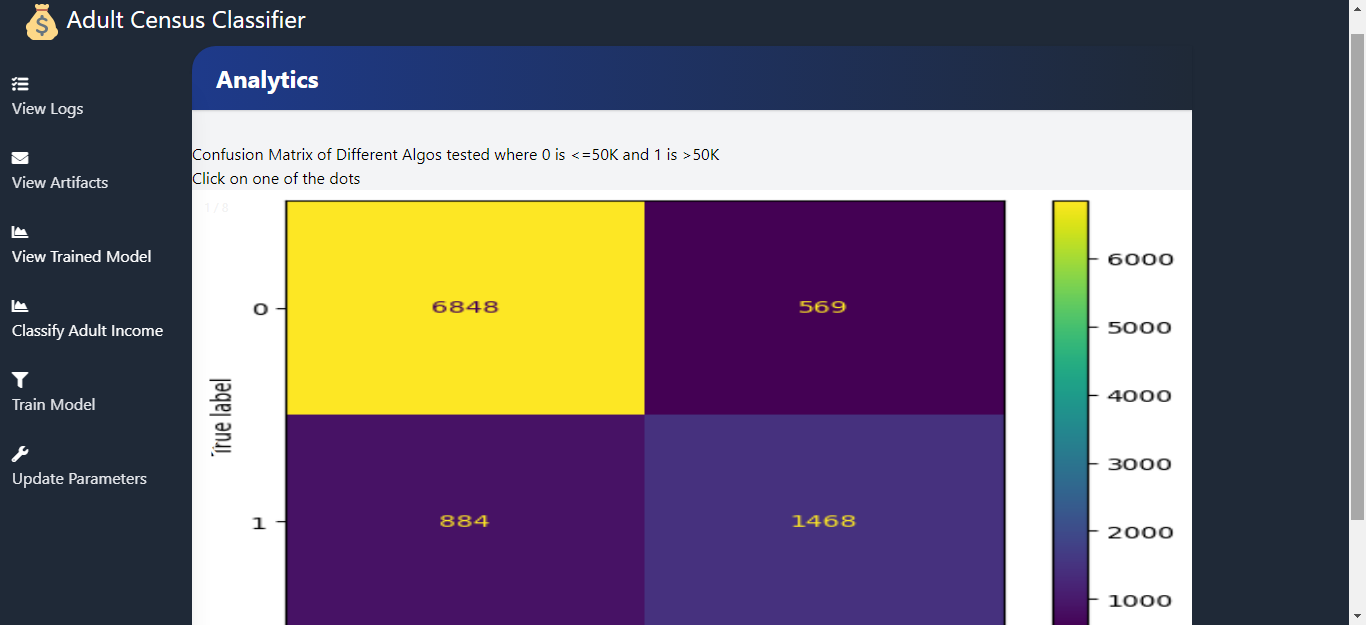 Adult Census Classifier
View Logs
View Artifacts
View Trained Model
Classify Adult Income
Train Model
Update Parameters
Analytics
Confusion Matrix of Different Algos tested where 0 is <=50K and 1 is >50K
Click on one of the dots
1 / 8
True label
0
6848
569
1
884
1468
6000
5000
4000
3000
2000
1000